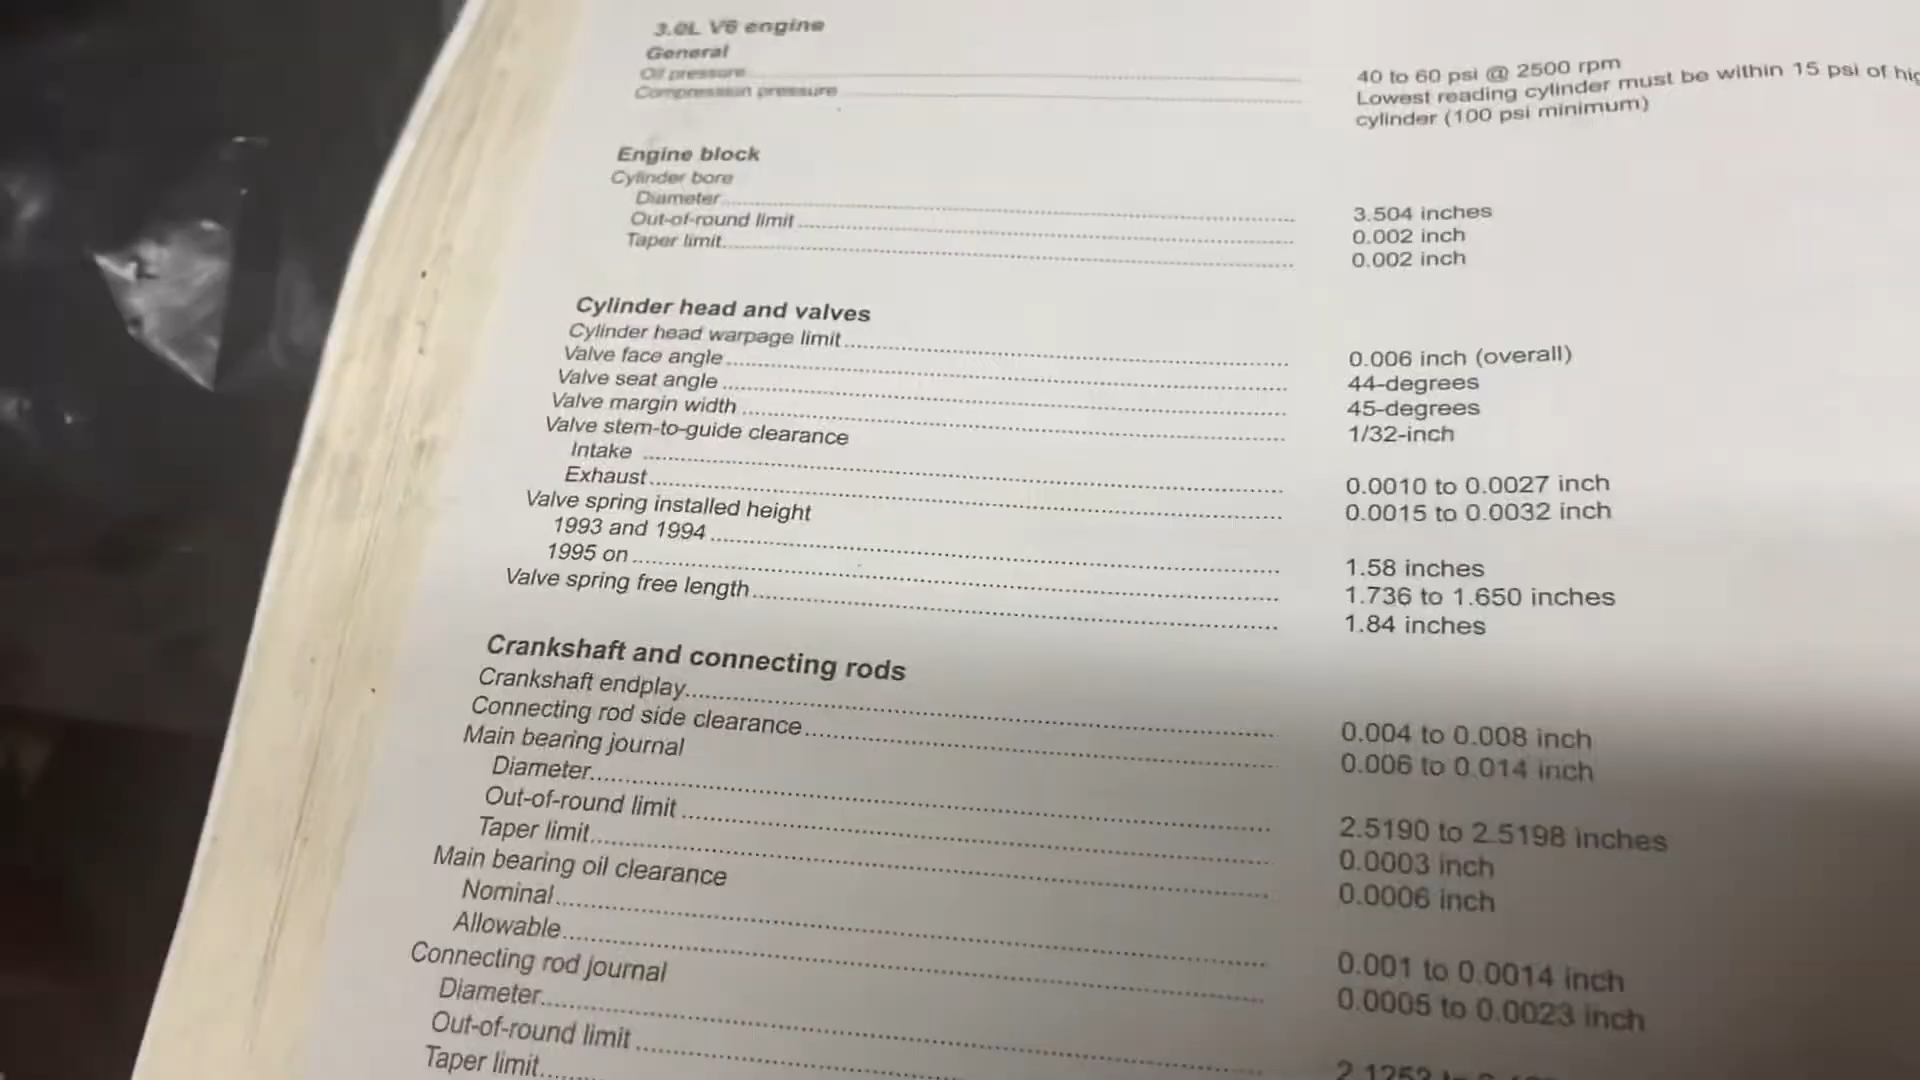 3.0L V6 engine
General
Oil pressure 40 to 60 psi @ 2500 rpm
Compression pressure Lowest reading cylinder must be within 15 psi of
cylinder (100 psi minimum)
Engine block
Cylinder bore
Diameter 3.504 inches
Out-of-round limit 0.002 inch
Taper limit 0.002 inch
Cylinder head and valves
Cylinder head warpage limit 0.006 inch (overall)
Valve face angle 44-degrees
Valve seat angle 45-degrees
Valve margin width 1/32-inch
Valve stem-to-guide clearance
Intake 0.0010 to 0.0027 inch
Exhaust 0.0015 to 0.0032 inch
Valve spring installed height
1993 and 1994 1.58 inches
1995 on 1.736 to 1.650 inches
Valve spring free length 1.84 inches
Crankshaft and connecting rods
Crankshaft endplay 0.004 to 0.008 inch
Connecting rod side clearance 0.006 to 0.014 inch
Main bearing journal
Diameter 2.5190 to 2.5198 inches
Out-of-round limit 0.0003 inch
Taper limit 0.0006 inch
Main bearing oil clearance
Nominal 0.001 to 0.0014 inch
Allowable 0.0005 to 0.0023 inch
Connecting rod journal
Diameter
Out-of-round limit
Taper limit